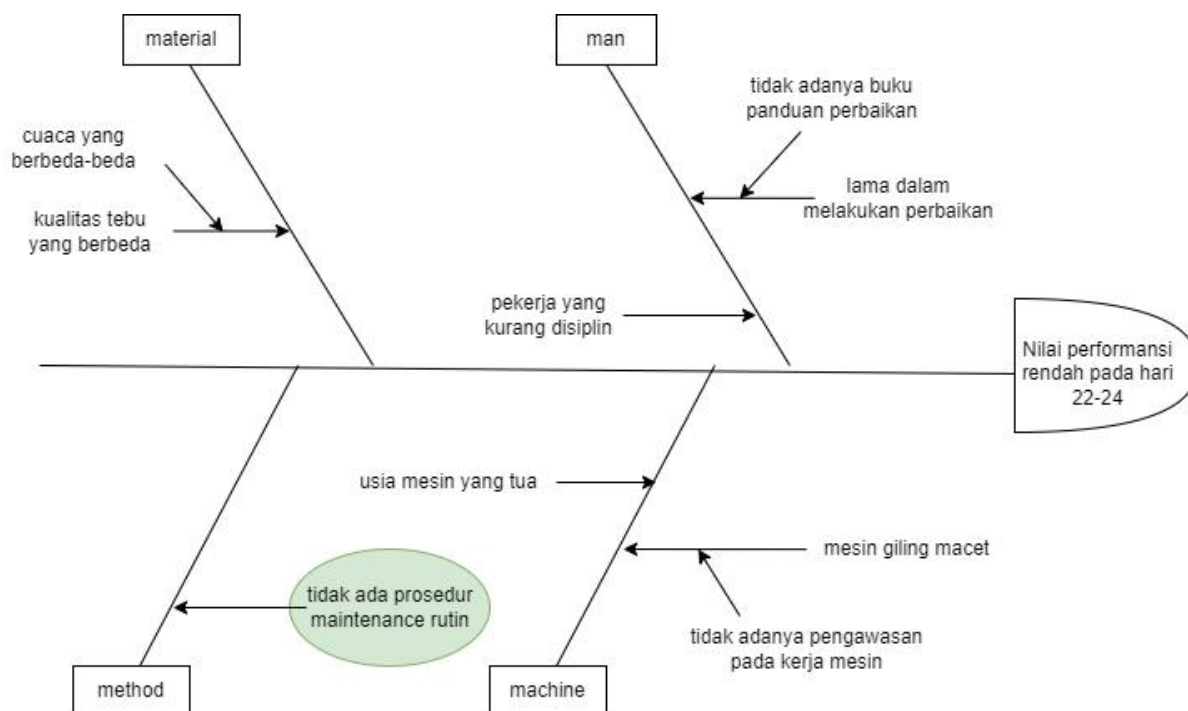 material
man
tidak adanya buku
panduan perbaikan
cuaca yang
berbeda-beda
lama dalam
melakukan perbaikan
kualitas tebu
yang berbeda
pekerja yang
kurang disiplin
Nilai performansi
rendah pada hari
22-24
usia mesin yang tua
mesin giling macet
tidak ada prosedur
maintenance rutin
tidak adanya pengawasan
pada kerja mesin
method
machine